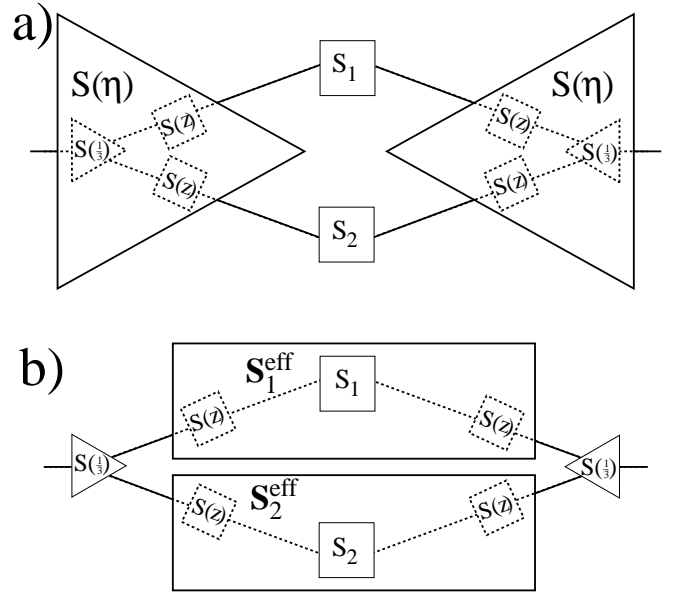 a)
S(η)
S(1/3)
S(z)
S(z)
S₁
S₂
S(η)
S(z)
S(z)
S(1/3)
b)
S₁ᵉᶠᶠ
S(1/3)
S(z)
S₁
S(z)
S(1/3)
S₂ᵉᶠᶠ
S(z)
S₂
S(z)